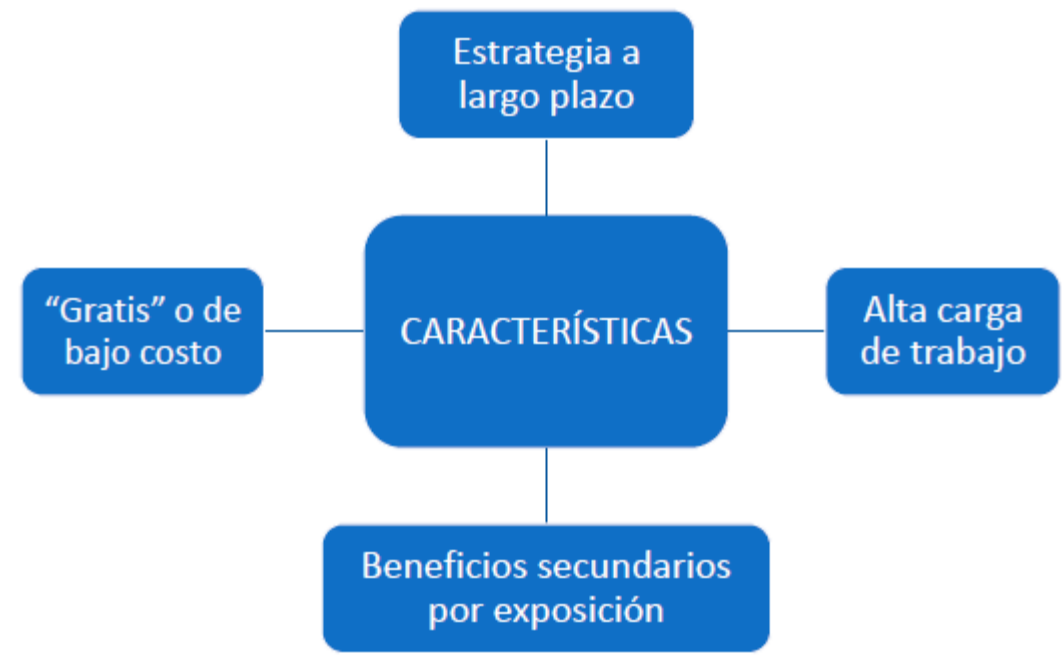 Estrategia a
largo plazo
“Gratis” o de
bajo costo
CARACTERÍSTICAS
Alta carga
de trabajo
Beneficios secundarios
por exposición